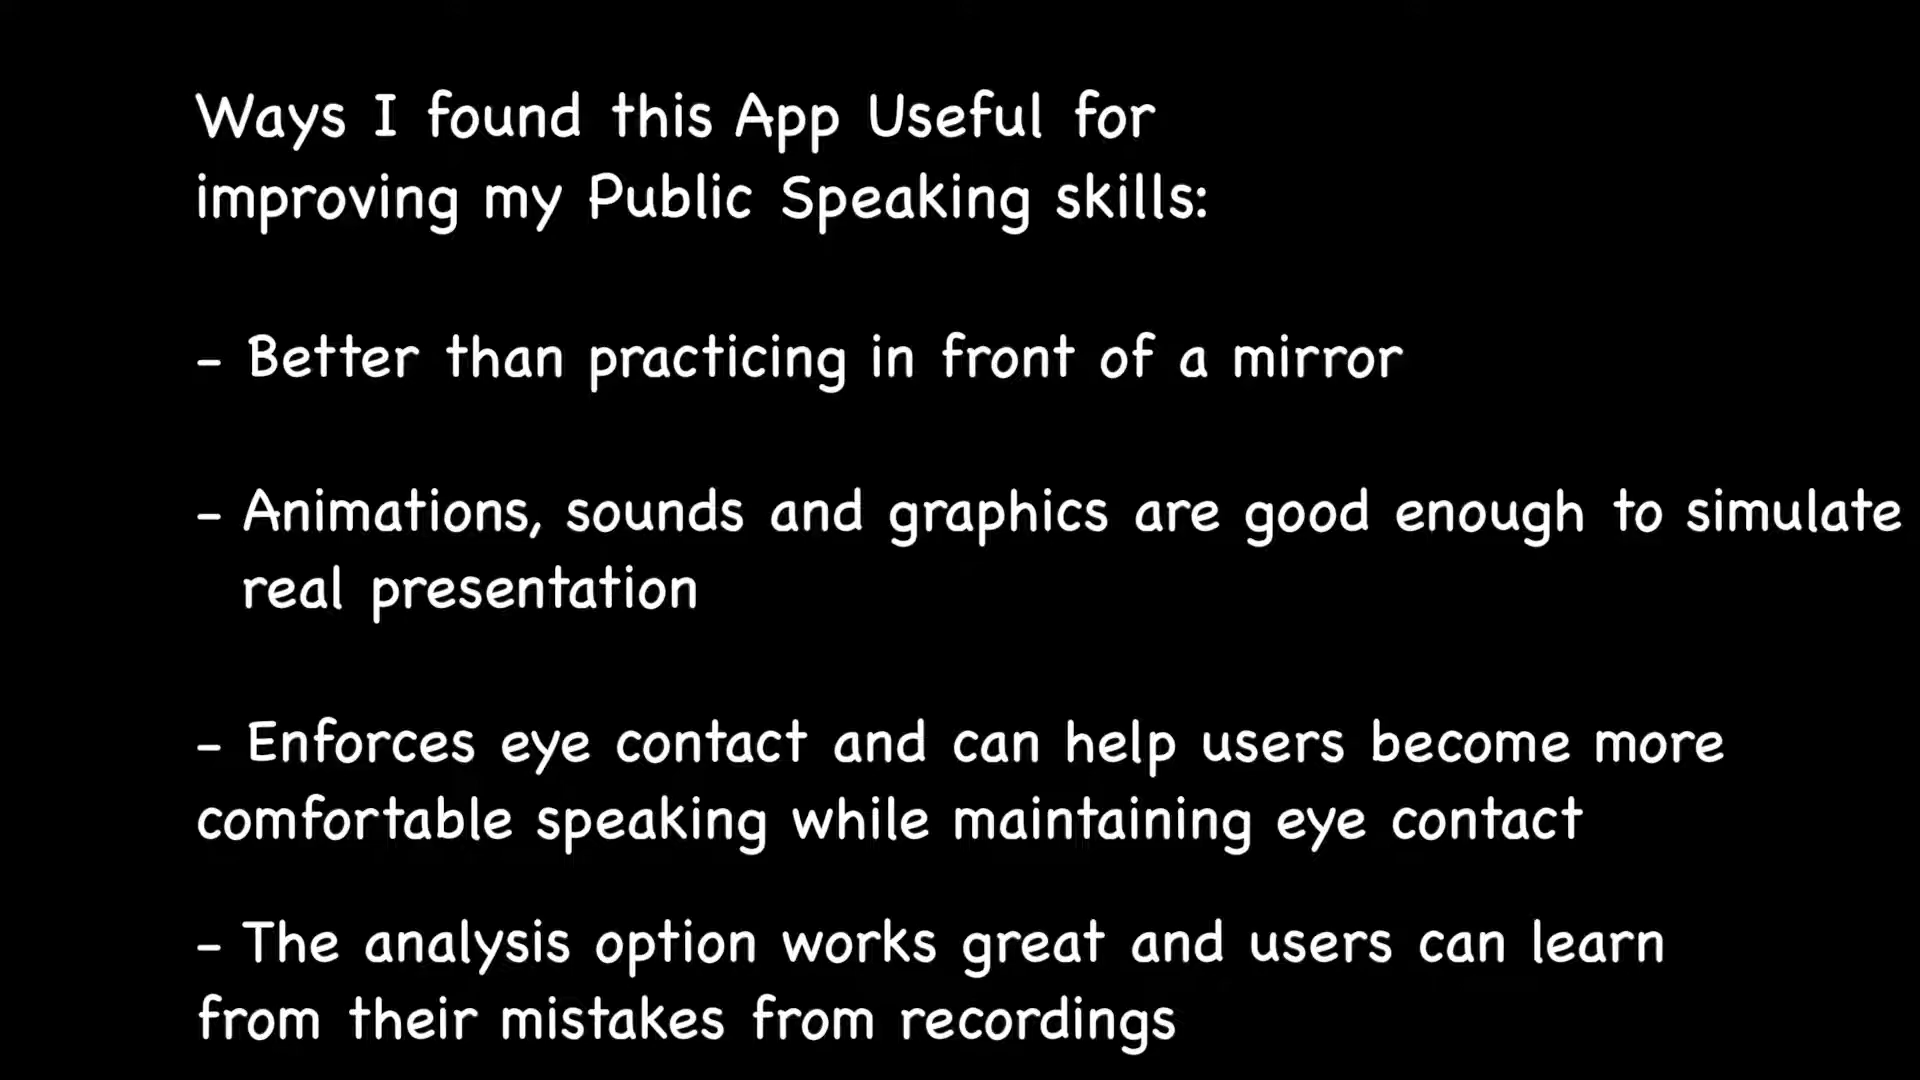 Ways I found this App Useful for
improving my Public Speaking skills:
- Better than practicing in front of a mirror
- Animations, sounds and graphics are good enough to simulate
real presentation
- Enforces eye contact and can help users become more
comfortable speaking while maintaining eye contact
- The analysis option works great and users can learn
from their mistakes from recordings